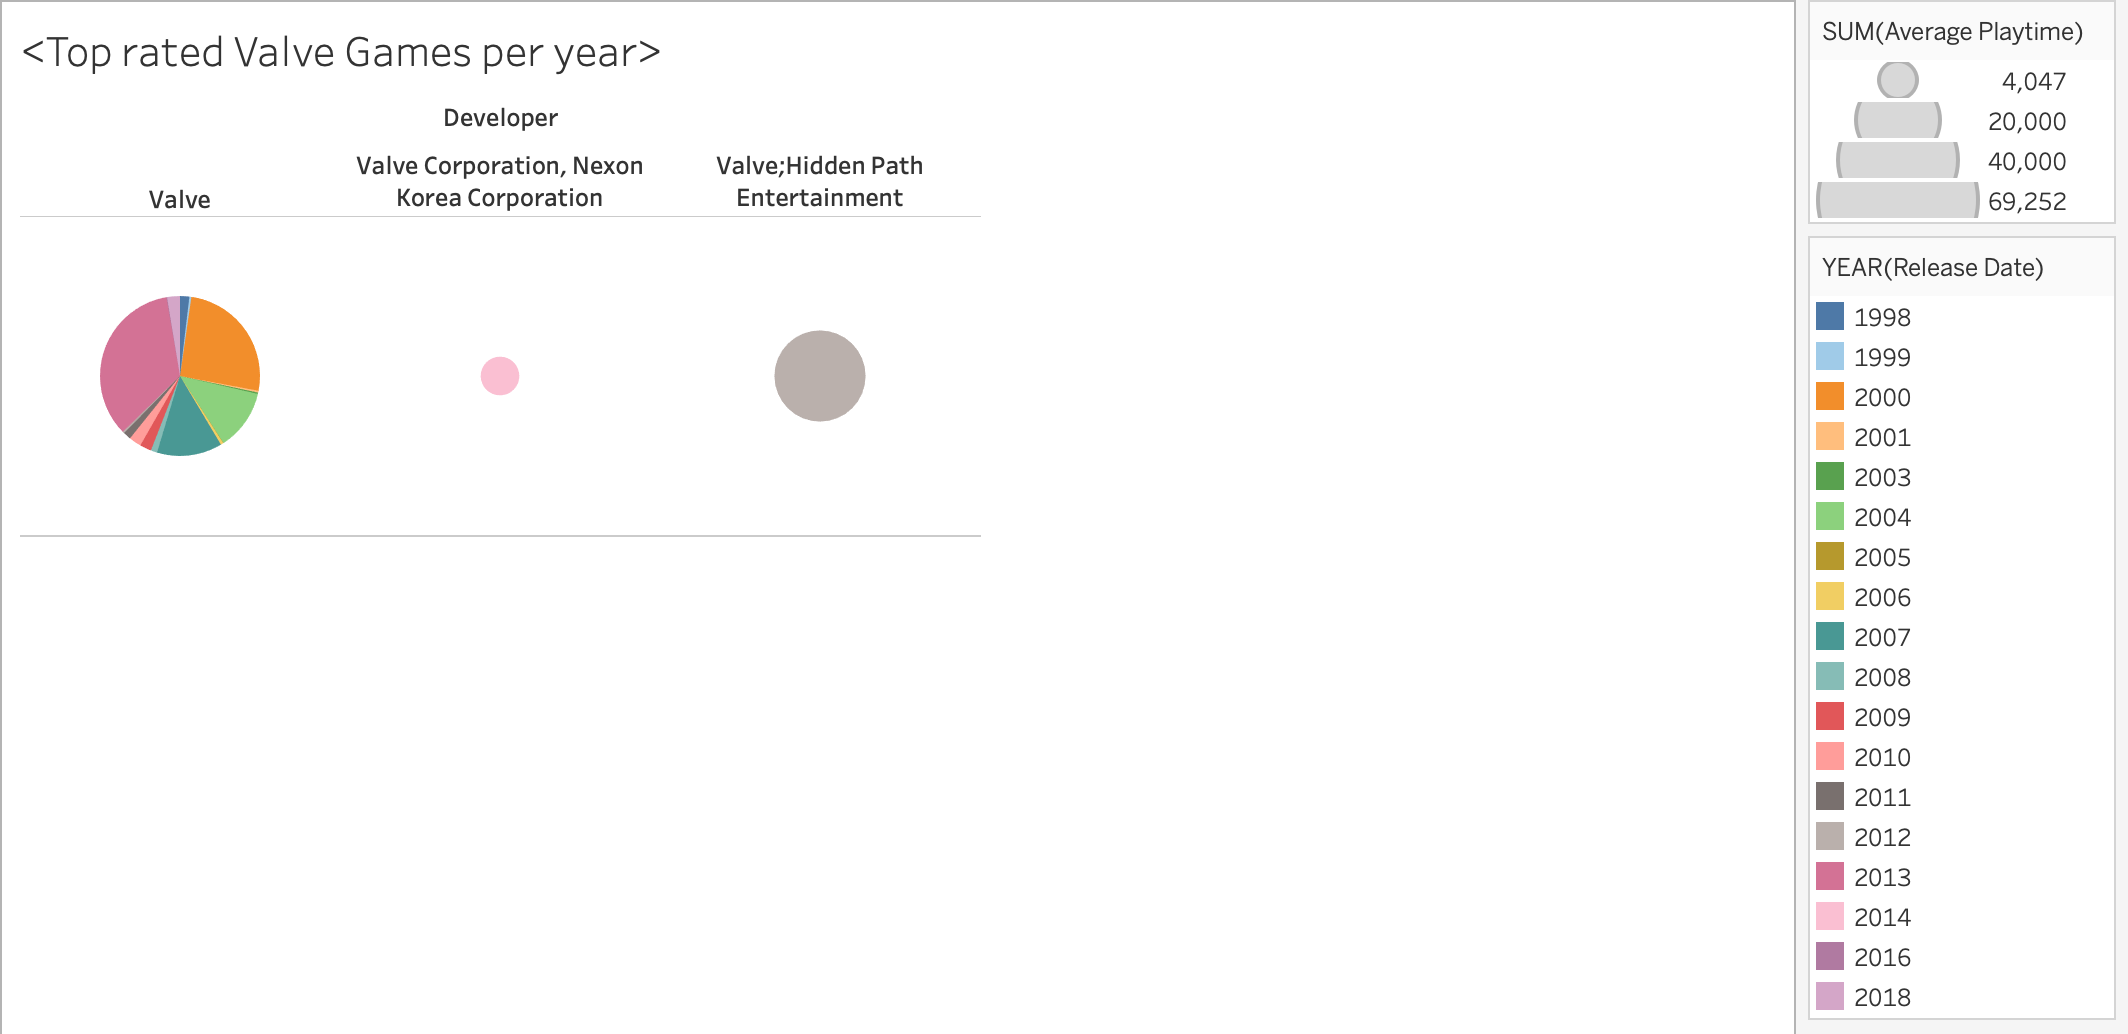 <Top rated Valve Games per year>
Developer
Valve
Valve Corporation, Nexon
Korea Corporation
Valve;Hidden Path
Entertainment
SUM(Average Playtime)
4,047
20,000
40,000
69,252
YEAR(Release Date)
1998
1999
2000
2001
2003
2004
2005
2006
2007
2008
2009
2010
2011
2012
2013
2014
2016
2018